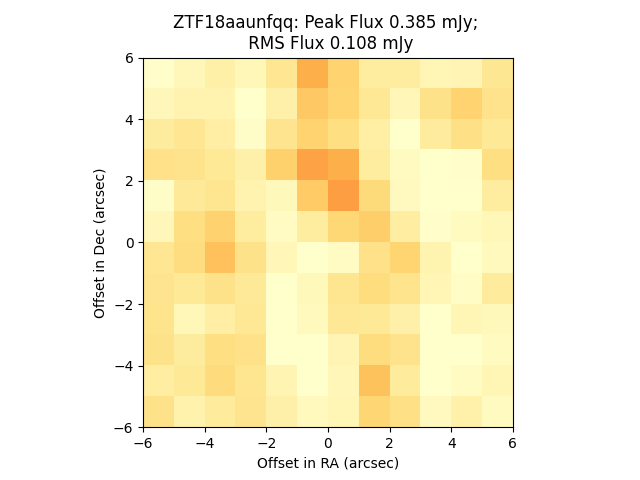 ZTF18aaunfqq: Peak Flux 0.385 mJy;
RMS Flux 0.108 mJy
6
4
2
0
−2
−4
−6
Offset in Dec (arcsec)
−6 −4 −2 0 2 4 6
Offset in RA (arcsec)